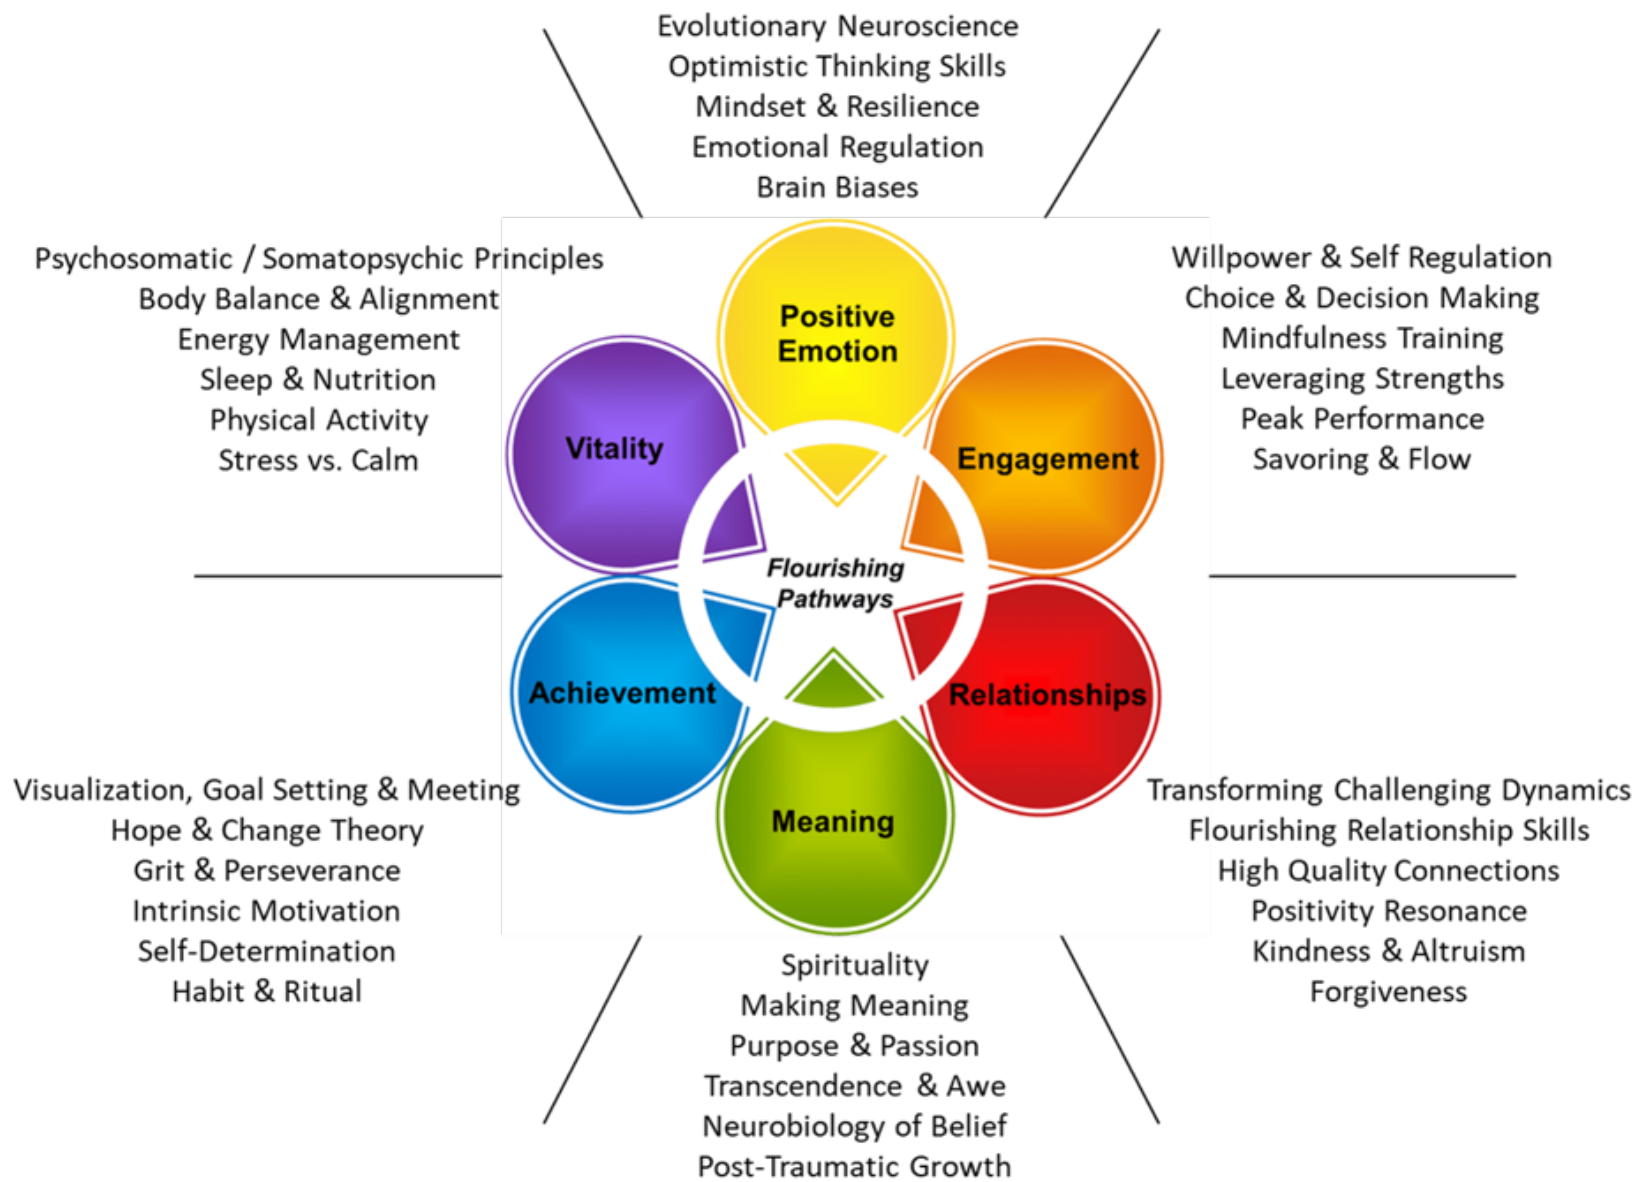 Evolutionary Neuroscience
Optimistic Thinking Skills
Mindset & Resilience
Emotional Regulation
Brain Biases
Psychosomatic / Somatopsychic Principles
Body Balance & Alignment
Energy Management
Sleep & Nutrition
Physical Activity
Stress vs. Calm
Willpower & Self Regulation
Choice & Decision Making
Mindfulness Training
Leveraging Strengths
Peak Performance
Savoring & Flow
Positive
Emotion
Vitality
Engagement
Flourishing
Pathways
Achievement
Relationships
Meaning
Visualization, Goal Setting & Meeting
Hope & Change Theory
Grit & Perseverance
Intrinsic Motivation
Self-Determination
Habit & Ritual
Transforming Challenging Dynamics
Flourishing Relationship Skills
High Quality Connections
Positivity Resonance
Kindness & Altruism
Forgiveness
Spirituality
Making Meaning
Purpose & Passion
Transcendence & Awe
Neurobiology of Belief
Post-Traumatic Growth